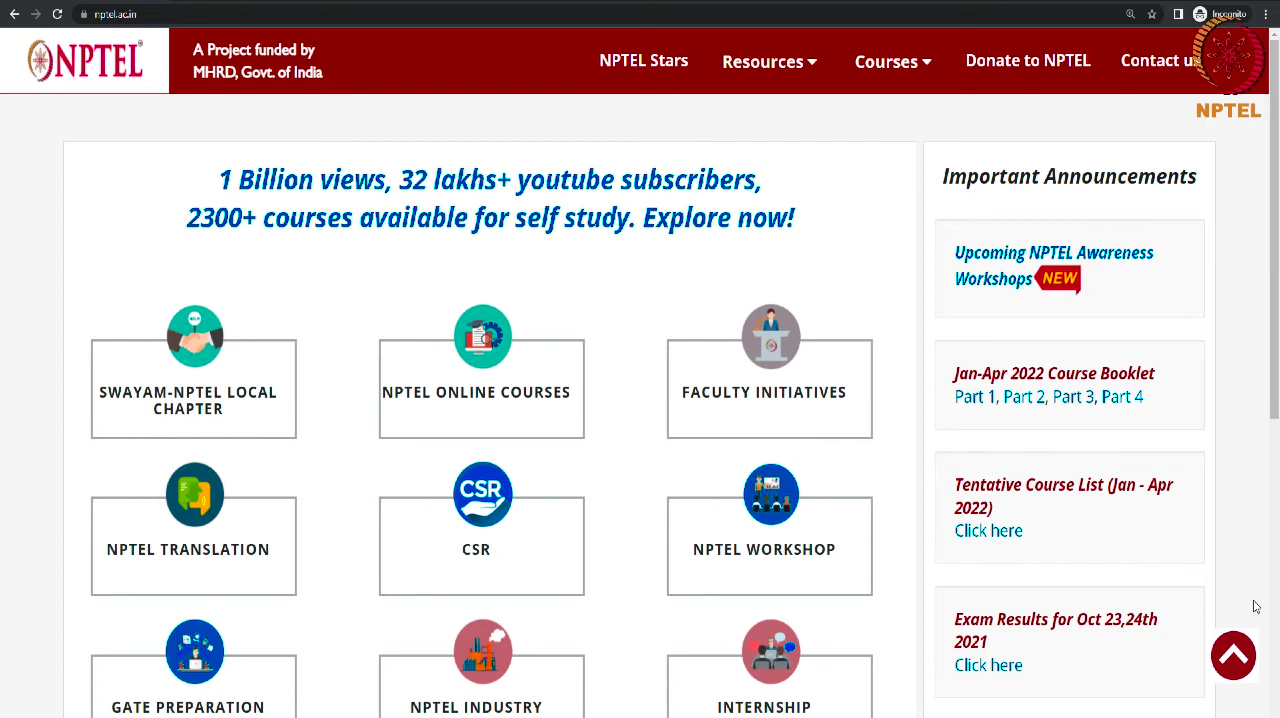 nptel.ac.in
Incognito
NPTEL
A Project funded by
MHRD, Govt. of India
NPTEL Stars
Resources
Courses
Donate to NPTEL
Contact u
NPTEL
1 Billion views, 32 lakhs+ youtube subscribers,
2300+ courses available for self study. Explore now!
SWAYAM-NPTEL LOCAL
CHAPTER
NPTEL ONLINE COURSES
FACULTY INITIATIVES
NPTEL TRANSLATION
CSR
CSR
NPTEL WORKSHOP
GATE PREPARATION
NPTEL INDUSTRY
INTERNSHIP
Important Announcements
Upcoming NPTEL Awareness
Workshops NEW
Jan-Apr 2022 Course Booklet
Part 1, Part 2, Part 3, Part 4
Tentative Course List (Jan - Apr
2022)
Click here
Exam Results for Oct 23,24th
2021
Click here